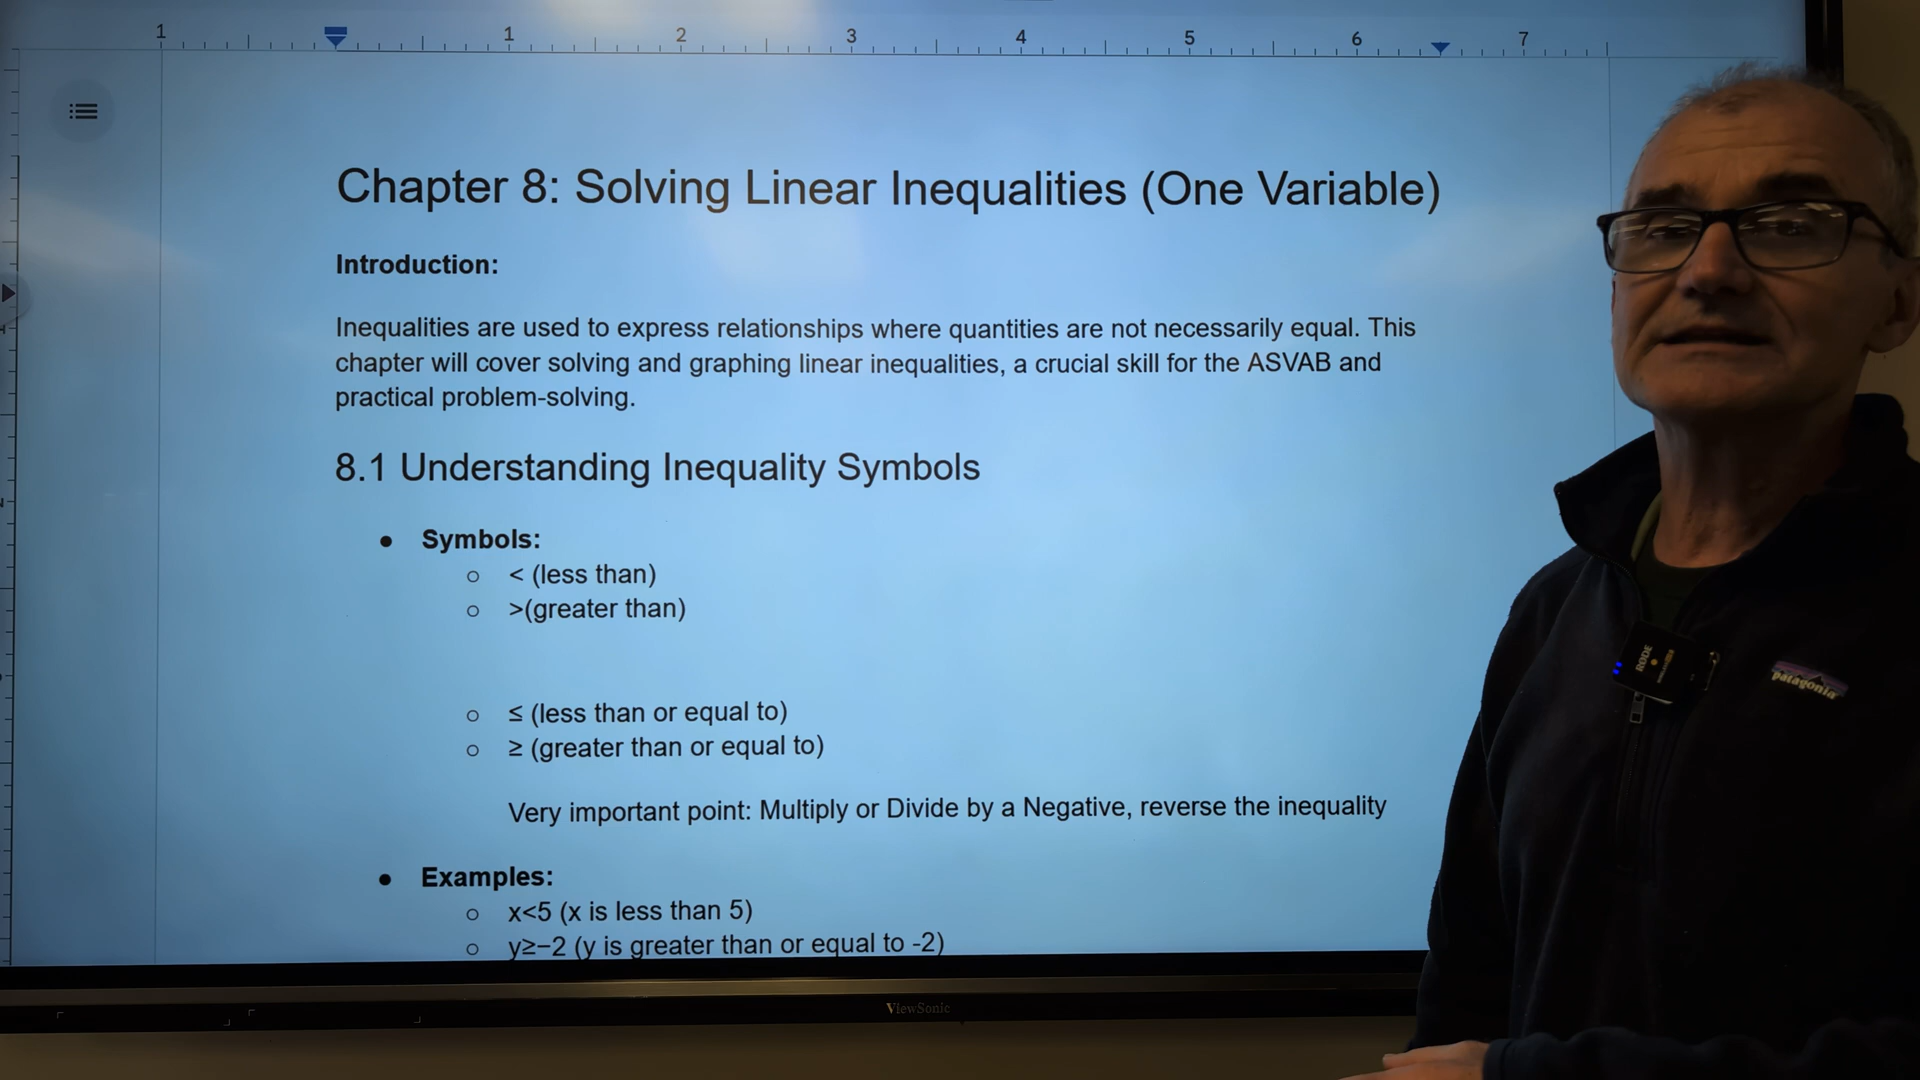 1 1 2 3 4 5 6 7
Chapter 8: Solving Linear Inequalities (One Variable)
Introduction:
Inequalities are used to express relationships where quantities are not necessarily equal. This
chapter will cover solving and graphing linear inequalities, a crucial skill for the ASVAB and
practical problem-solving.
8.1 Understanding Inequality Symbols
● Symbols:
○ < (less than)
○ >(greater than)
○ ≤ (less than or equal to)
○ ≥ (greater than or equal to)
Very important point: Multiply or Divide by a Negative, reverse the inequality
● Examples:
○ x<5 (x is less than 5)
○ y≥−2 (y is greater than or equal to -2)
ViewSonic
RØDE
patagonia